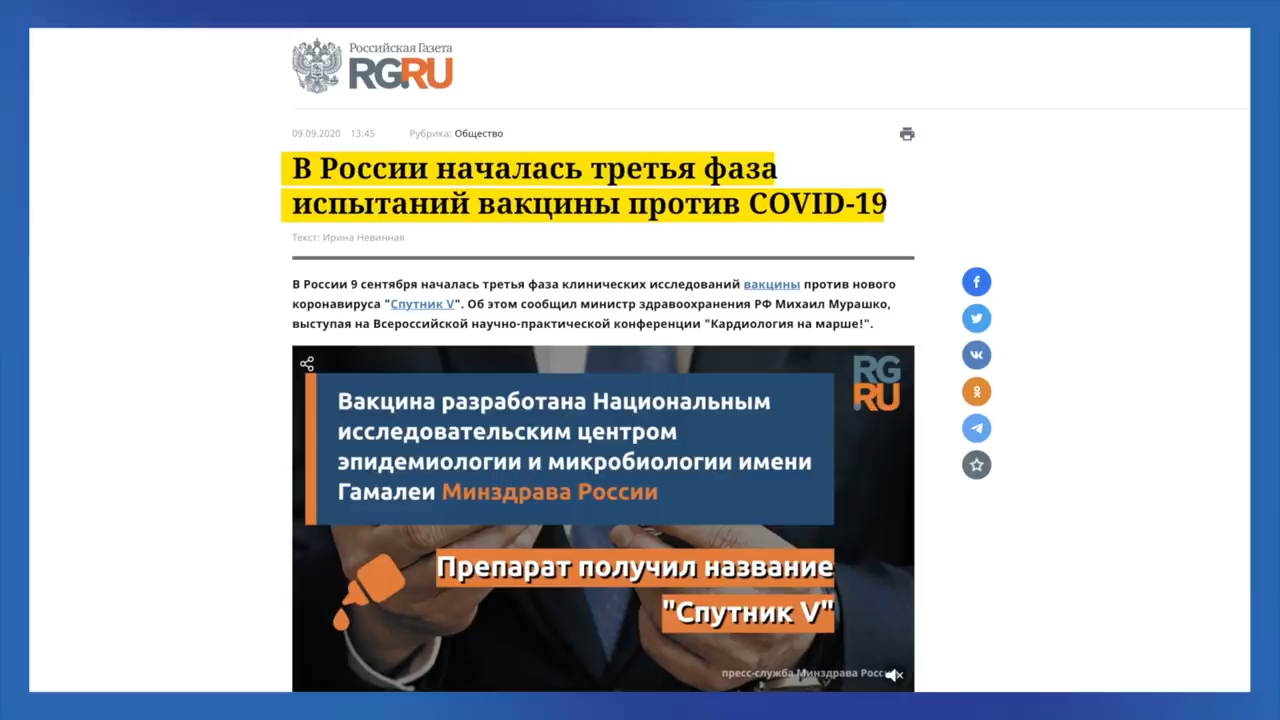 Российская Газета
RG.RU
09.09.2020 13:45 Рубрика: Общество
В России началась третья фаза
испытаний вакцины против COVID-19
Текст: Ирина Невинная
В России 9 сентября началась третья фаза клинических исследований вакцины против нового
коронавируса "Спутник V". Об этом сообщил министр здравоохранения РФ Михаил Мурашко,
выступая на Всероссийской научно-практической конференции "Кардиология на марше!".
RG
RU
Вакцина разработана Национальным
исследовательским центром
эпидемиологии и микробиологии имени
Гамалеи Минздрава России
Препарат получил название
"Спутник V"
пресс-служба Минздрава